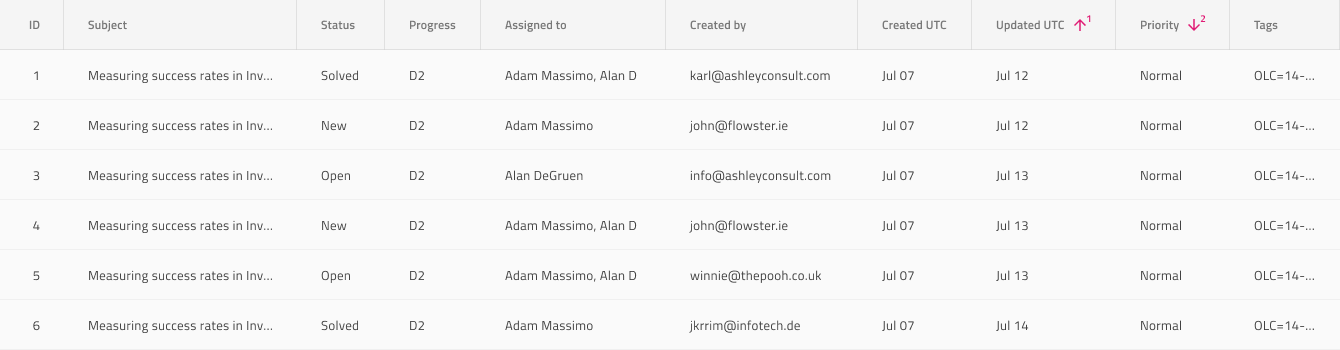 ID Subject Status Progress Assigned to Created by Created UTC Updated UTC 1 Priority 2 Tags
1 Measuring success rates in Inv... Solved D2 Adam Massimo, Alan D karl@ashleyconsult.com Jul 07 Jul 12 Normal OLC=14-...
2 Measuring success rates in Inv... New D2 Adam Massimo john@flowster.ie Jul 07 Jul 12 Normal OLC=14-...
3 Measuring success rates in Inv... Open D2 Alan DeGruen info@ashleyconsult.com Jul 07 Jul 13 Normal OLC=14-...
4 Measuring success rates in Inv... New D2 Adam Massimo, Alan D john@flowster.ie Jul 07 Jul 13 Normal OLC=14-...
5 Measuring success rates in Inv... Open D2 Adam Massimo, Alan D winnie@thepooh.co.uk Jul 07 Jul 13 Normal OLC=14-...
6 Measuring success rates in Inv... Solved D2 Adam Massimo jkrrim@infotech.de Jul 07 Jul 14 Normal OLC=14-...